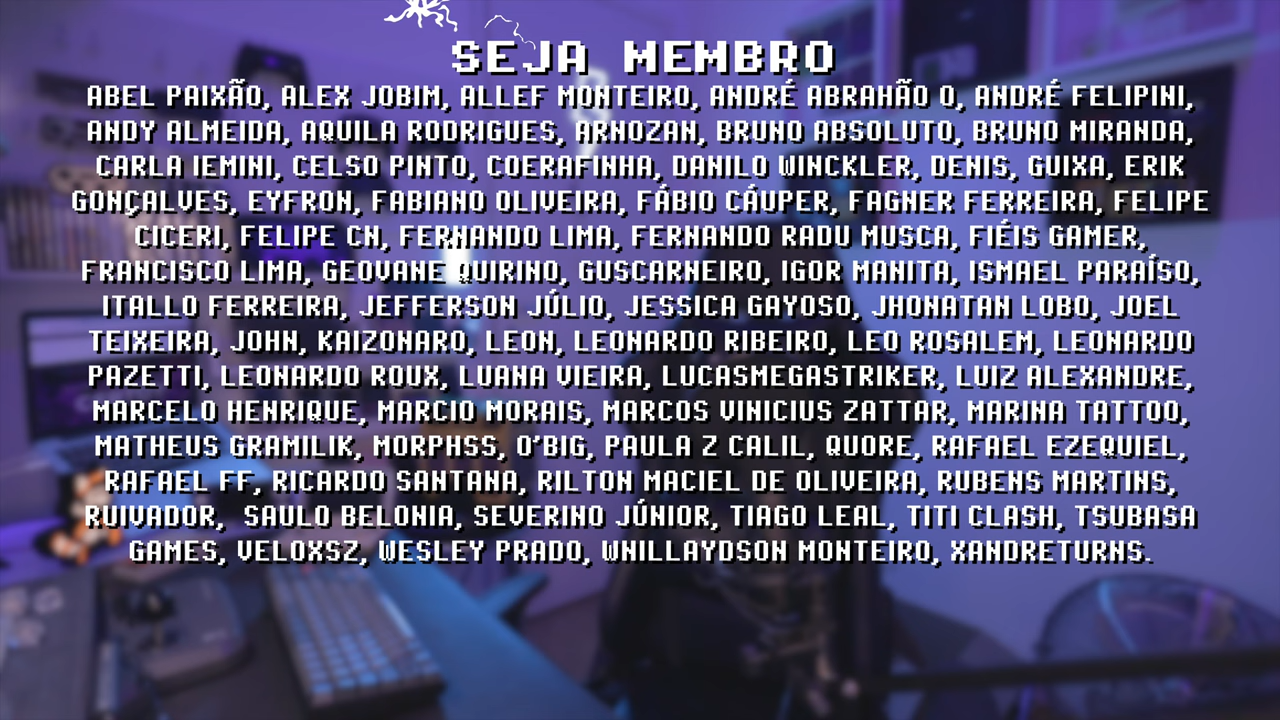 SEJA MEMBRO
ABEL PAIXÃO, ALEX JOBIM, ALLEF MONTEIRO, ANDRÉ ABRAHÃO O, ANDRÉ FELIPINI,
ANDY ALMEIDA, AQUILA RODRIGUES, ARNOZAN, BRUNO ABSOLUTO, BRUNO MIRANDA,
CARLA IEMINI, CELSO PINTO, COERAFINHA, DANILO WINCKLER, DENIS, GUIXA, ERIK
GONÇALVES, EYFRON, FABIANO OLIVEIRA, FÁBIO CÁUPER, FAGNER FERREIRA, FELIPE
CICERI, FELIPE CN, FERNANDO LIMA, FERNANDO RADU MUSCA, FIÉIS GAMER,
FRANCISCO LIMA, GEOVANE QUIRINO, GUSCARNEIRO, IGOR MANITA, ISMAEL PARAÍSO,
ITALLO FERREIRA, JEFFERSON JÚLIO, JESSICA GAYOSO, JHONATAN LOBO, JOEL
TEIXEIRA, JOHN, KAIZONARO, LEON, LEONARDO RIBEIRO, LEO ROSALEM, LEONARDO
PAZETTI, LEONARDO ROUX, LUANA VIEIRA, LUCASMEGASTRIKER, LUIZ ALEXANDRE,
MARCELO HENRIQUE, MARCIO MORAIS, MARCOS VINICIUS ZATTAR, MARINA TATTOO,
MATHEUS GRAMILIK, MORPHSS, O'BIG, PAULA Z CALIL, QUORE, RAFAEL EZEQUIEL,
RAFAEL FF, RICARDO SANTANA, RILTON MACIEL DE OLIVEIRA, RUBENS MARTINS,
RUIVADOR,  SAULO BELONIA, SEVERINO JÚNIOR, TIAGO LEAL, TITI CLASH, TSUBASA
GAMES, VELOXSZ, WESLEY PRADO, WNILLAYDSON MONTEIRO, XANDRETURNS.